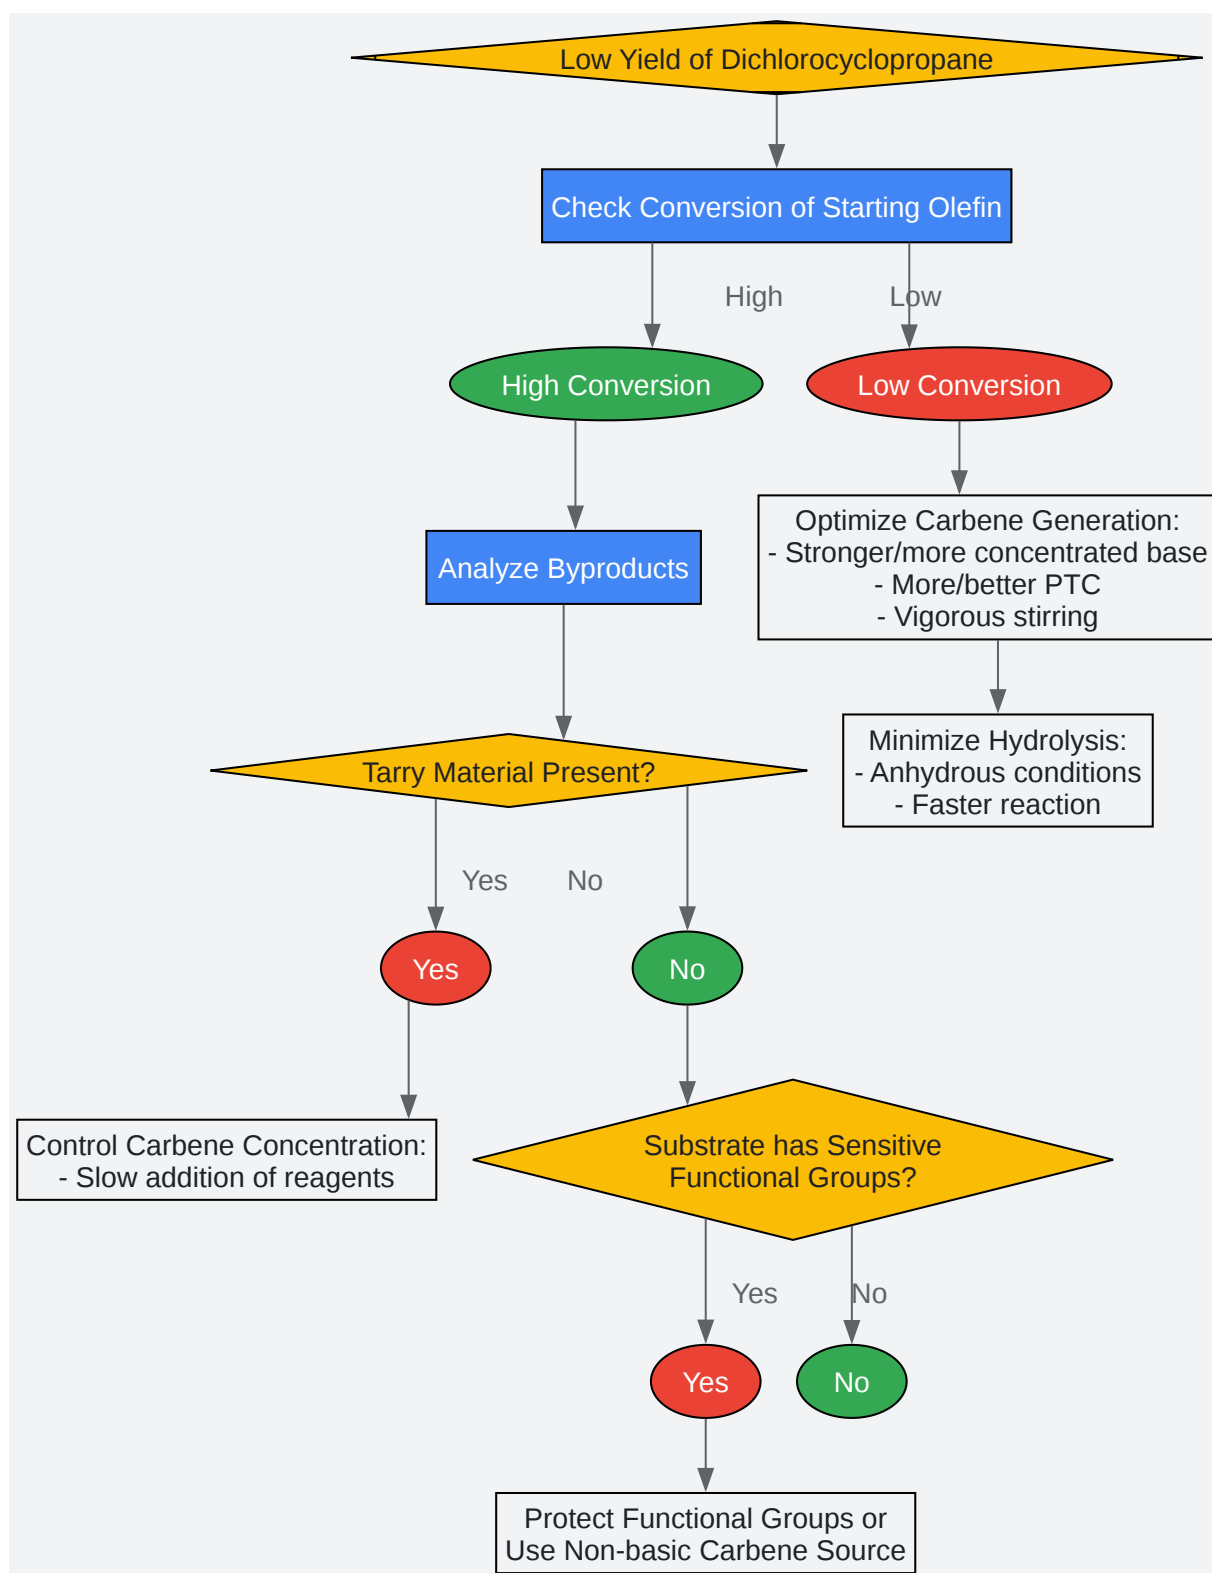 Low Yield of Dichlorocyclopropane
Check Conversion of Starting Olefin
High
Low
High Conversion
Low Conversion
Optimize Carbene Generation:
- Stronger/more concentrated base
- More/better PTC
- Vigorous stirring
Analyze Byproducts
Minimize Hydrolysis:
- Anhydrous conditions
- Faster reaction
Tarry Material Present?
Yes
No
Yes
No
Control Carbene Concentration:
- Slow addition of reagents
Substrate has Sensitive
Functional Groups?
Yes
No
Yes
No
Protect Functional Groups or
Use Non-basic Carbene Source